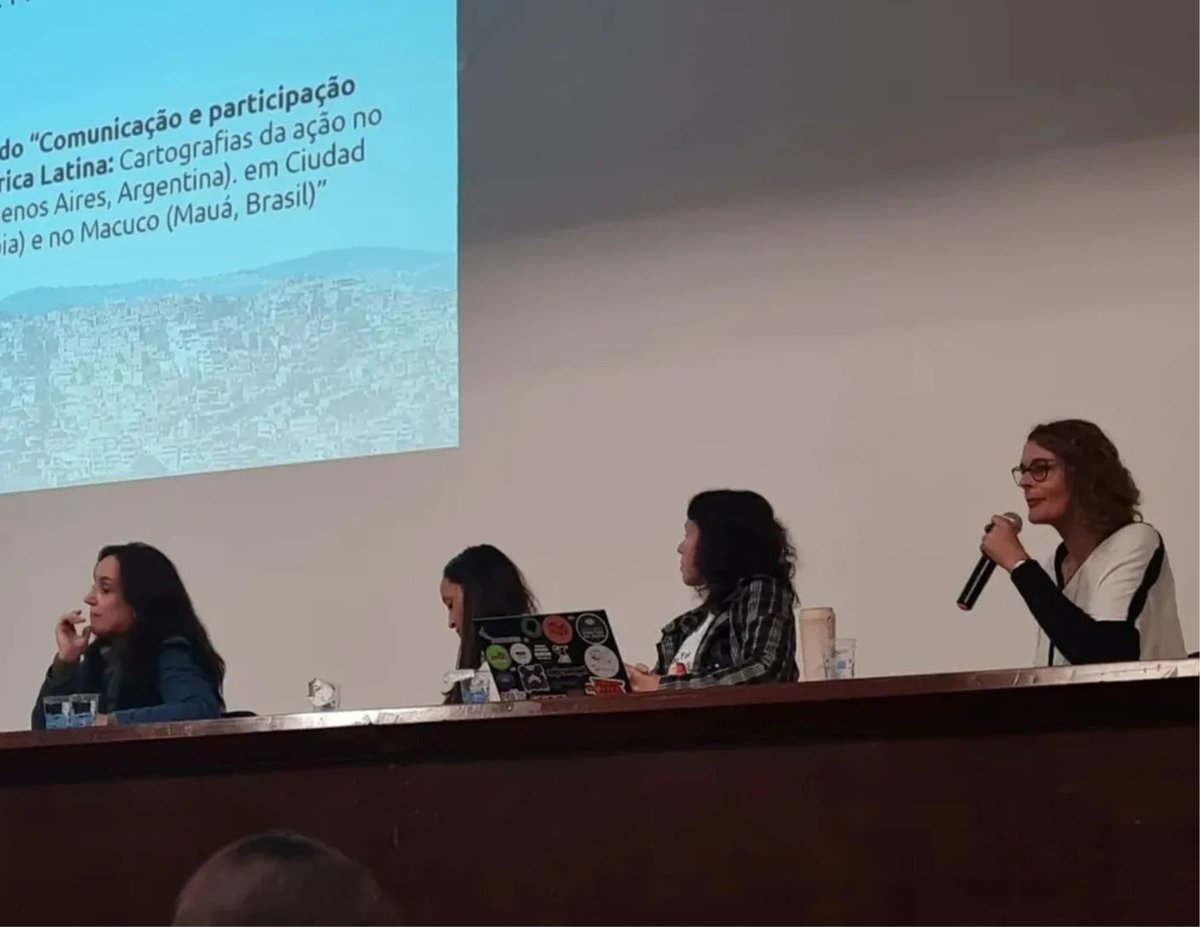 do “Comunicação e participação
rica Latina: Cartografias da ação no
enos Aires, Argentina). em Ciudad
ia) e no Macuco (Mauá, Brasil)”